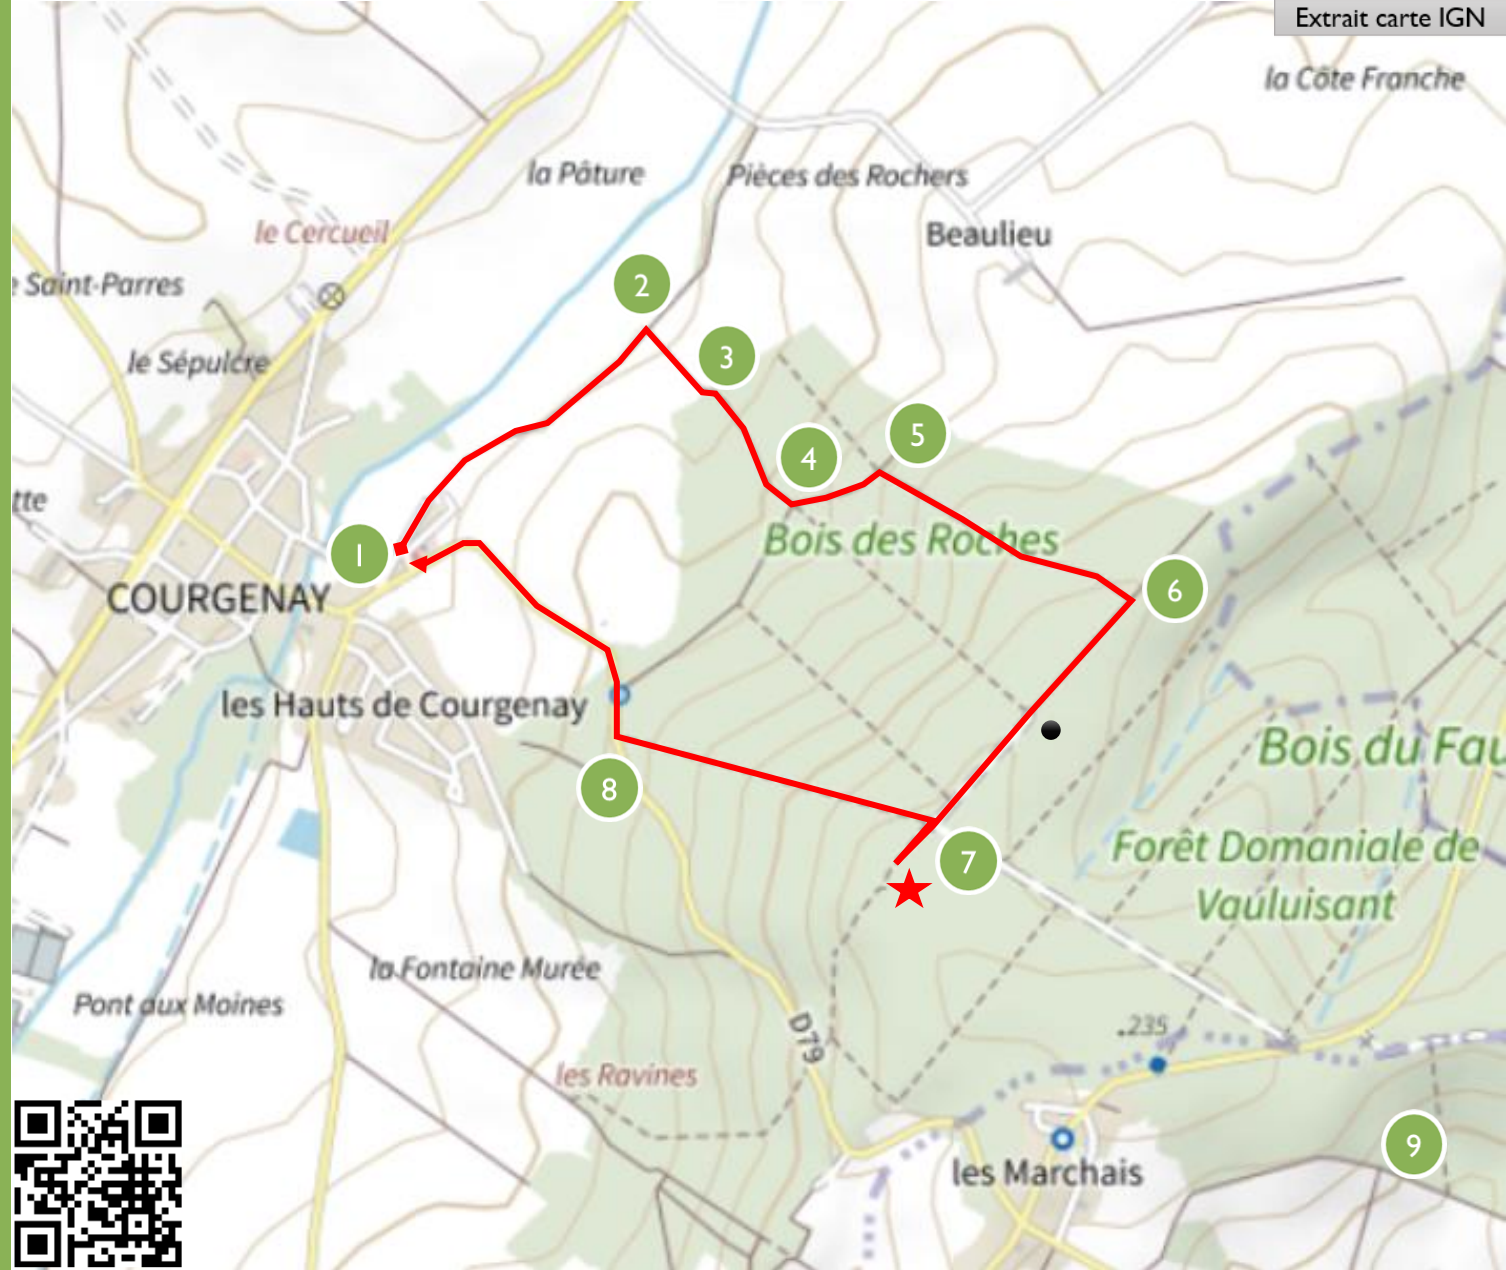 Extrait carte IGN
la Côte Franche
la Pâture
Pièces des Rochers
le Cercueil
Beaulieu
Saint-Parres
2
le Sépulcre
3
5
4
tte
Bois des Roches
1
COURGENAY
6
les Hauts de Courgenay
Bois du Fau
8
7
Forêt Domaniale de
Vauluisant
la Fontaine Murée
Pont aux Moines
D79
.235
les Ravines
9
les Marchais